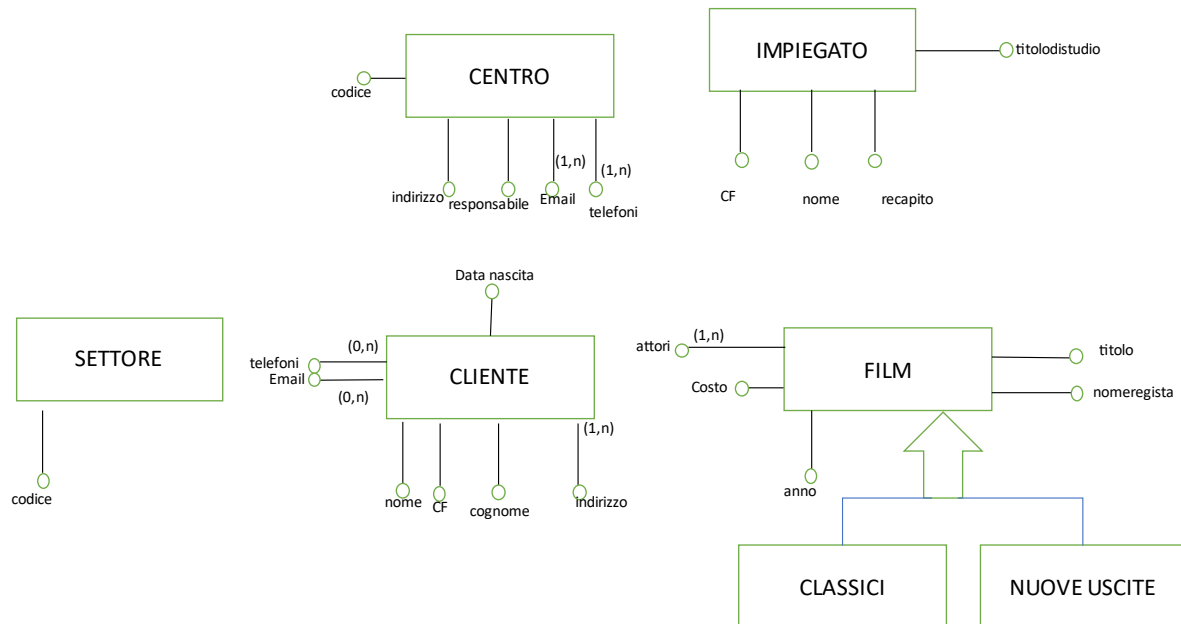 CENTRO
codice
indirizzo
responsabile
(1,n)
Email
(1,n)
telefoni
IMPIEGATO
titolodistudio
CF
nome
recapito
SETTORE
codice
Data nascita
CLIENTE
(0,n)
telefoni
Email
(0,n)
nome
CF
cognome
(1,n)
indirizzo
FILM
attori
(1,n)
Costo
anno
titolo
nomeregista
CLASSICI
NUOVE USCITE